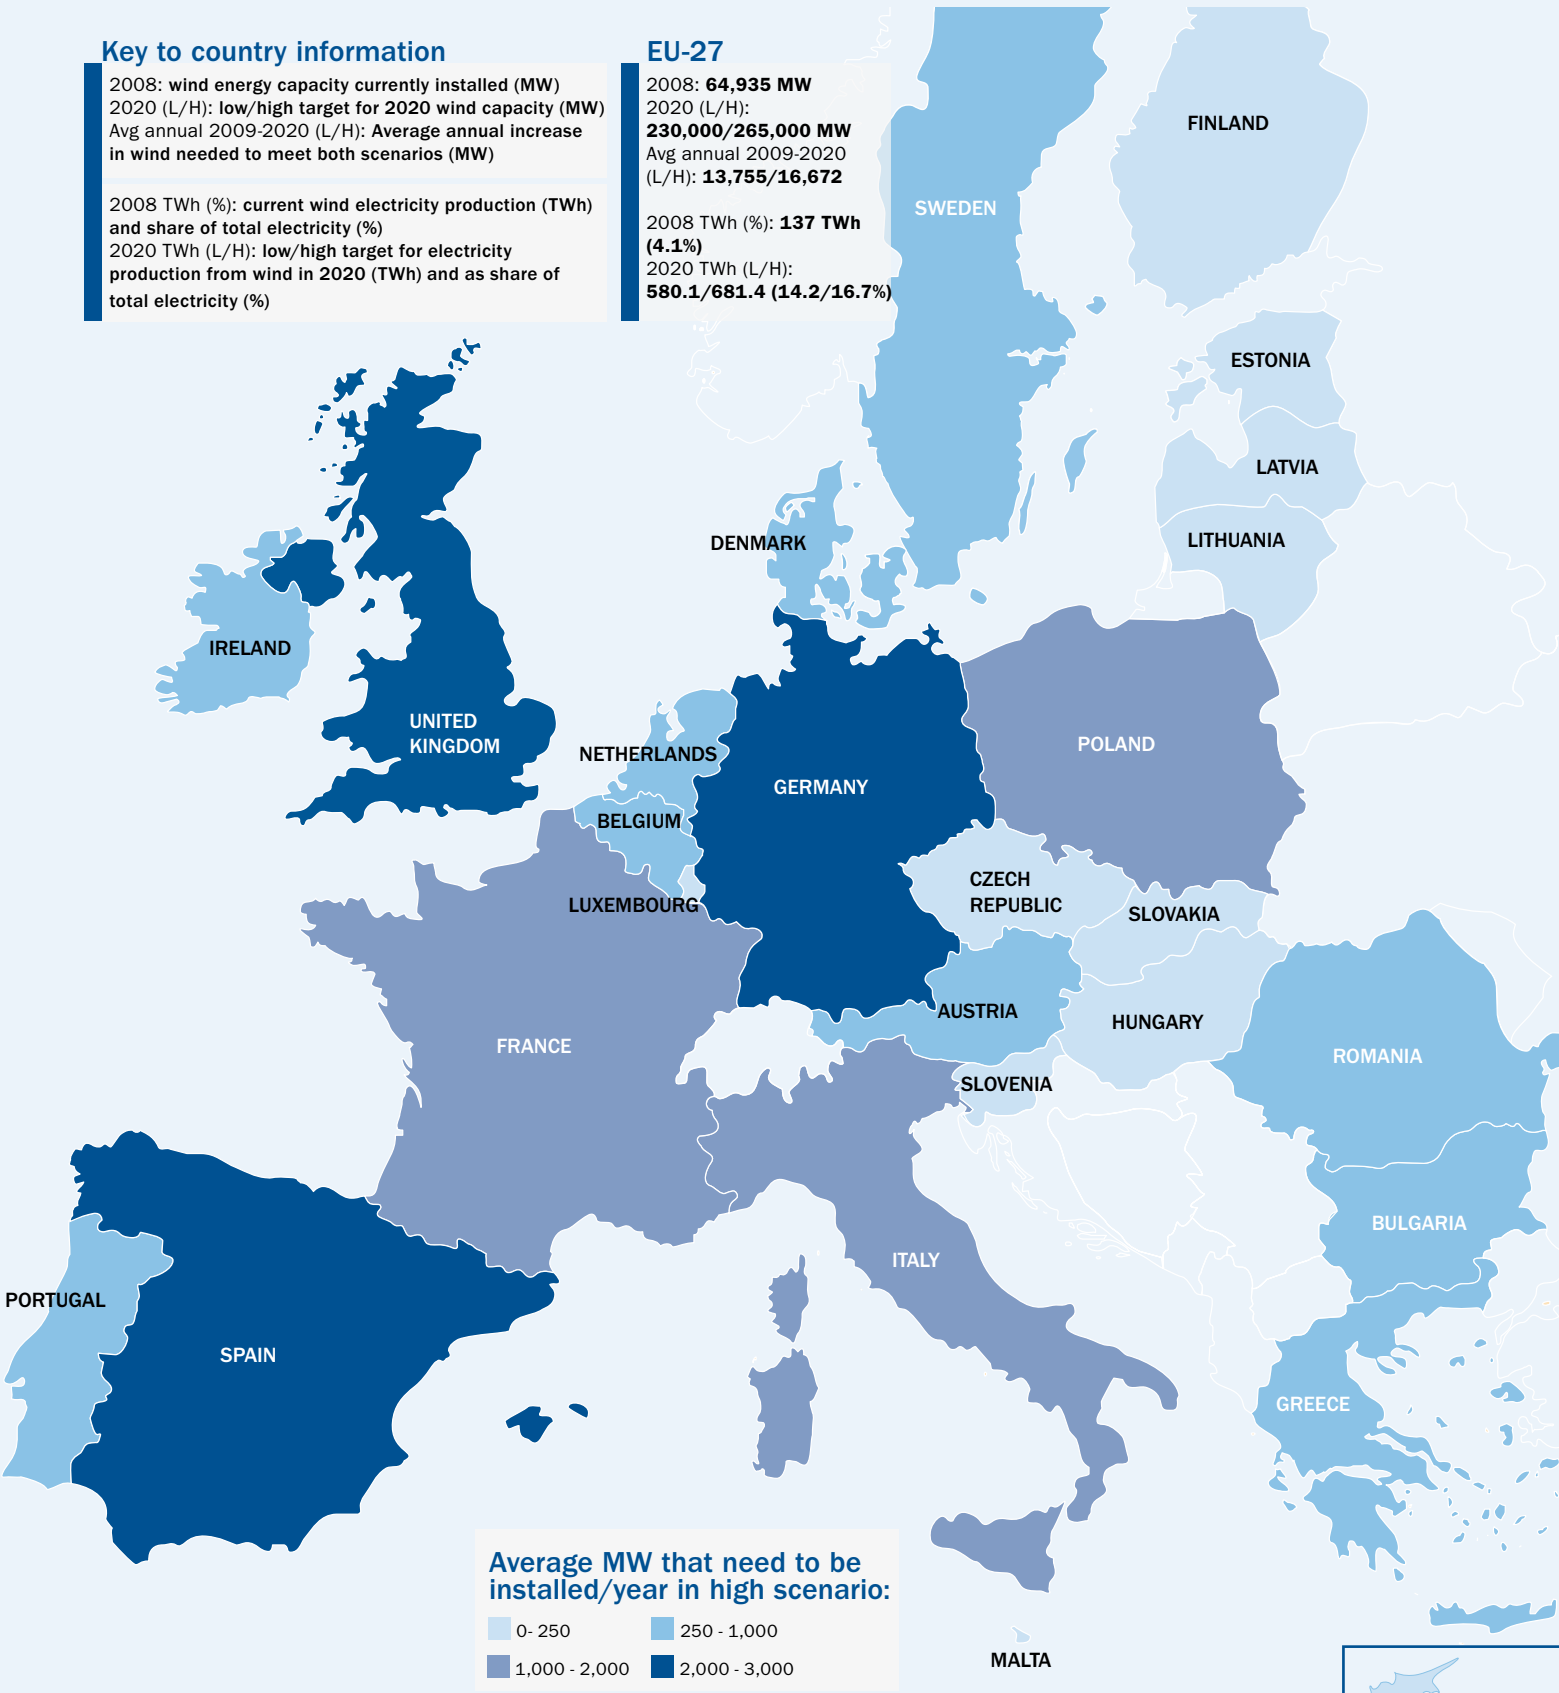 Key to country information
2008: wind energy capacity currently installed (MW)
2020 (L/H): low/high target for 2020 wind capacity (MW)
Avg annual 2009-2020 (L/H): Average annual increase
in wind needed to meet both scenarios (MW)
2008 TWh (%): current wind electricity production (TWh)
and share of total electricity (%)
2020 TWh (L/H): low/high target for electricity
production from wind in 2020 (TWh) and as share of
total electricity (%)
EU-27
2008: 64,935 MW
2020 (L/H):
230,000/265,000 MW
Avg annual 2009-2020
(L/H): 13,755/16,672
2008 TWh (%): 137 TWh
(4.1%)
2020 TWh (L/H):
580.1/681.4 (14.2/16.7%)
FINLAND
SWEDEN
ESTONIA
LATVIA
LITHUANIA
DENMARK
IRELAND
UNITED
KINGDOM
NETHERLANDS
POLAND
GERMANY
BELGIUM
CZECH
REPUBLIC
LUXEMBOURG
SLOVAKIA
AUSTRIA
HUNGARY
FRANCE
ROMANIA
SLOVENIA
BULGARIA
ITALY
PORTUGAL
SPAIN
GREECE
Average MW that need to be
installed/year in high scenario:
0- 250
250 - 1,000
1,000 - 2,000
2,000 - 3,000
MALTA